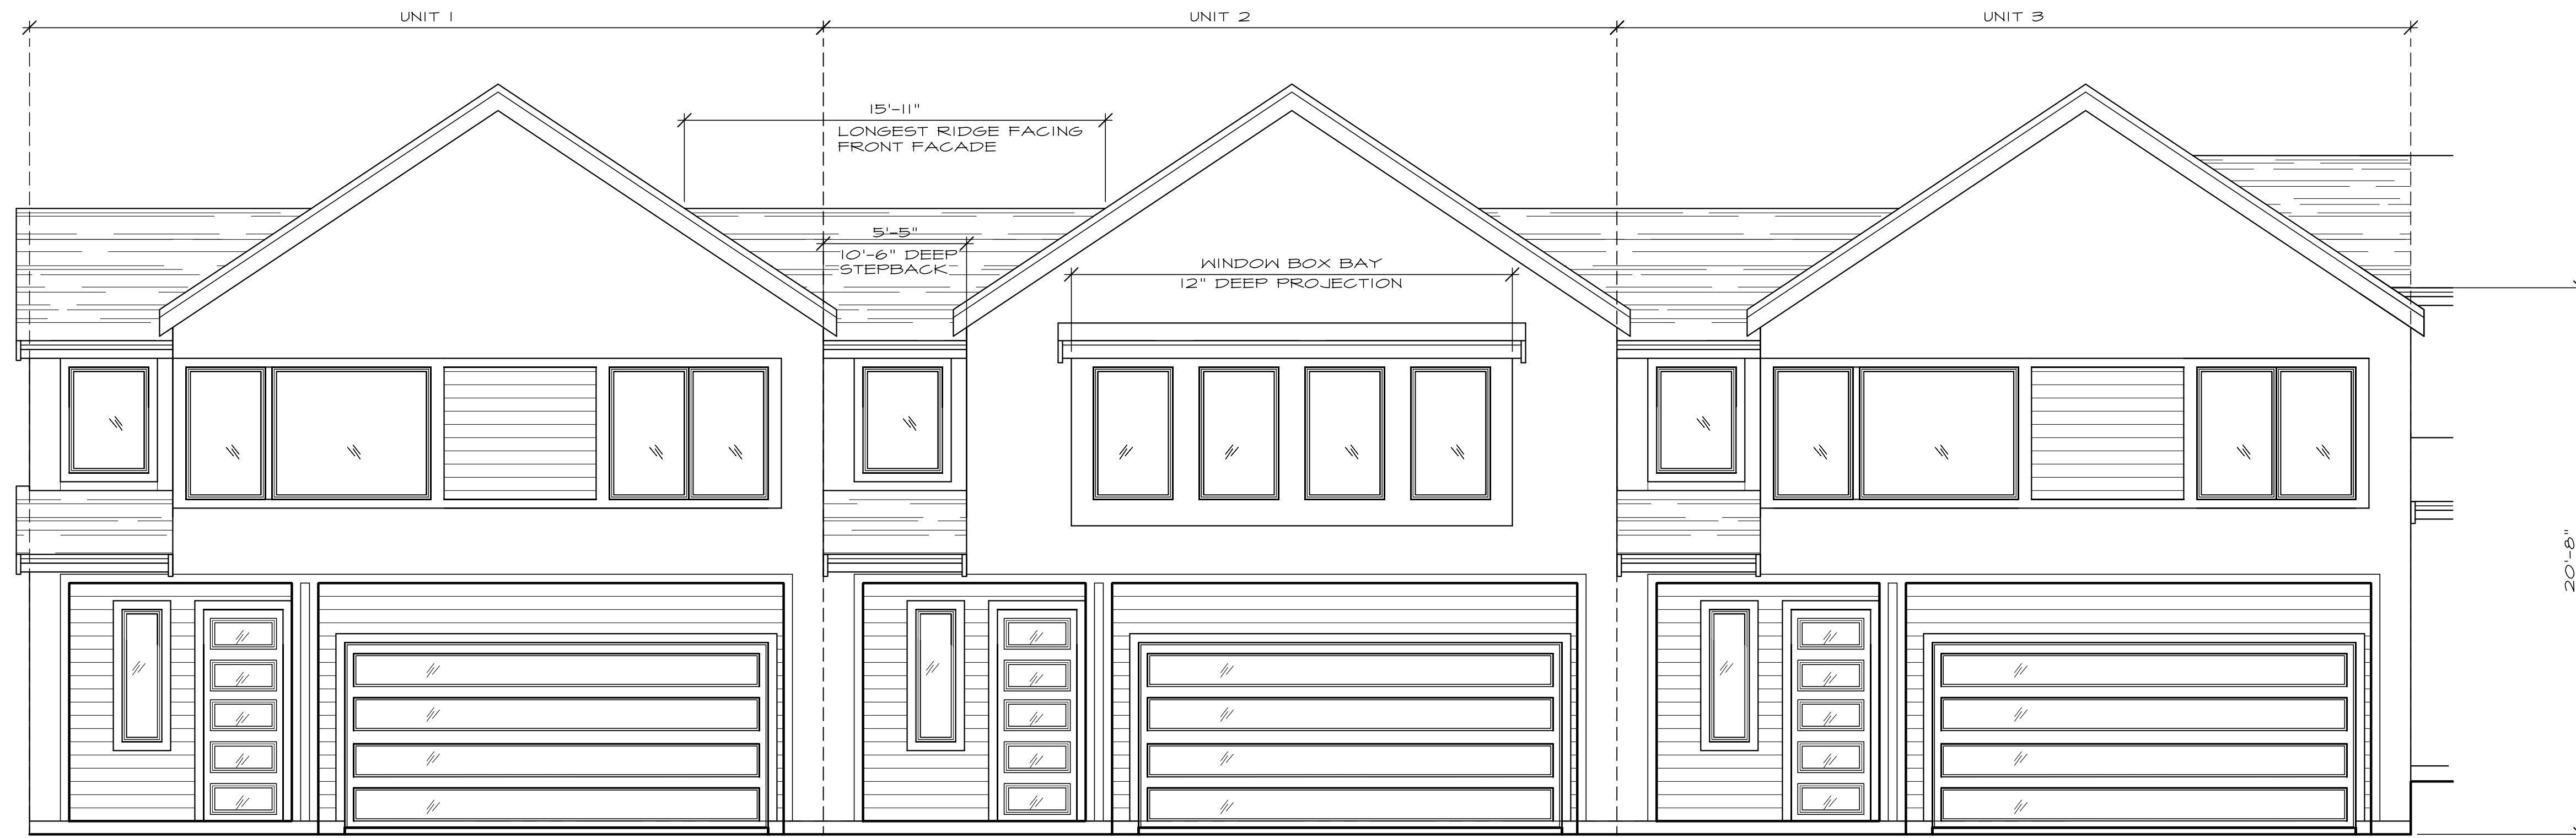 UNIT 1
UNIT 2
UNIT 3
15'-11"
LONGEST RIDGE FACING
FRONT FACADE
5'-5"
10'-6" DEEP
STEPBACK
WINDOW BOX BAY
12" DEEP PROJECTION
20'-8"